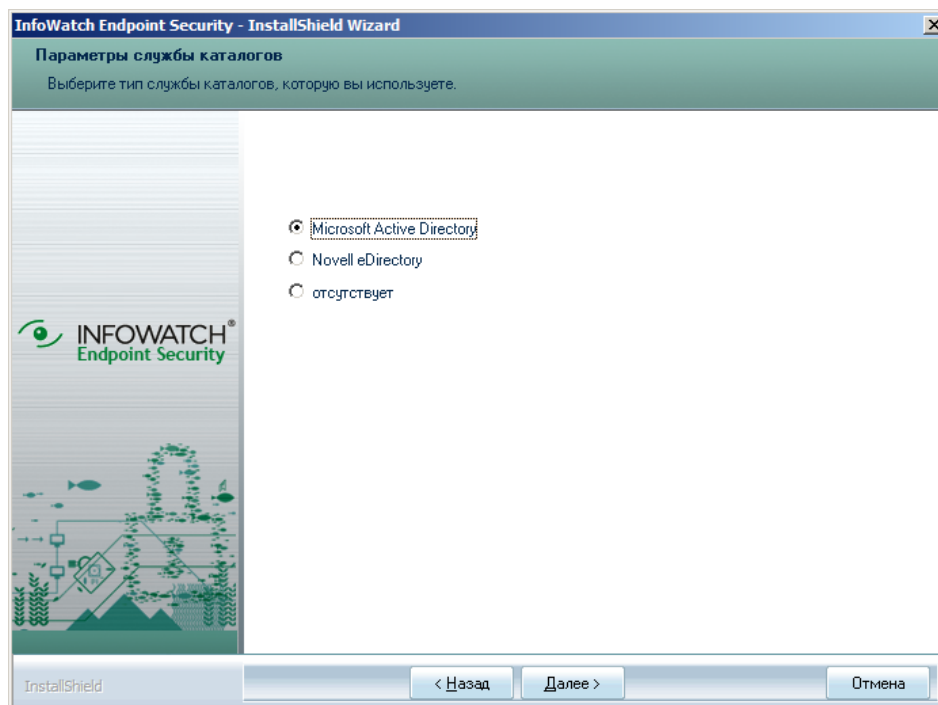 InfoWatch Endpoint Security - InstallShield Wizard
Параметры службы каталогов
Выберите тип службы каталогов, которую вы используете.
Microsoft Active Directory
Novell eDirectory
отсутствует
INFOWATCH®
Endpoint Security
InstallShield
< Назад
Далее >
Отмена